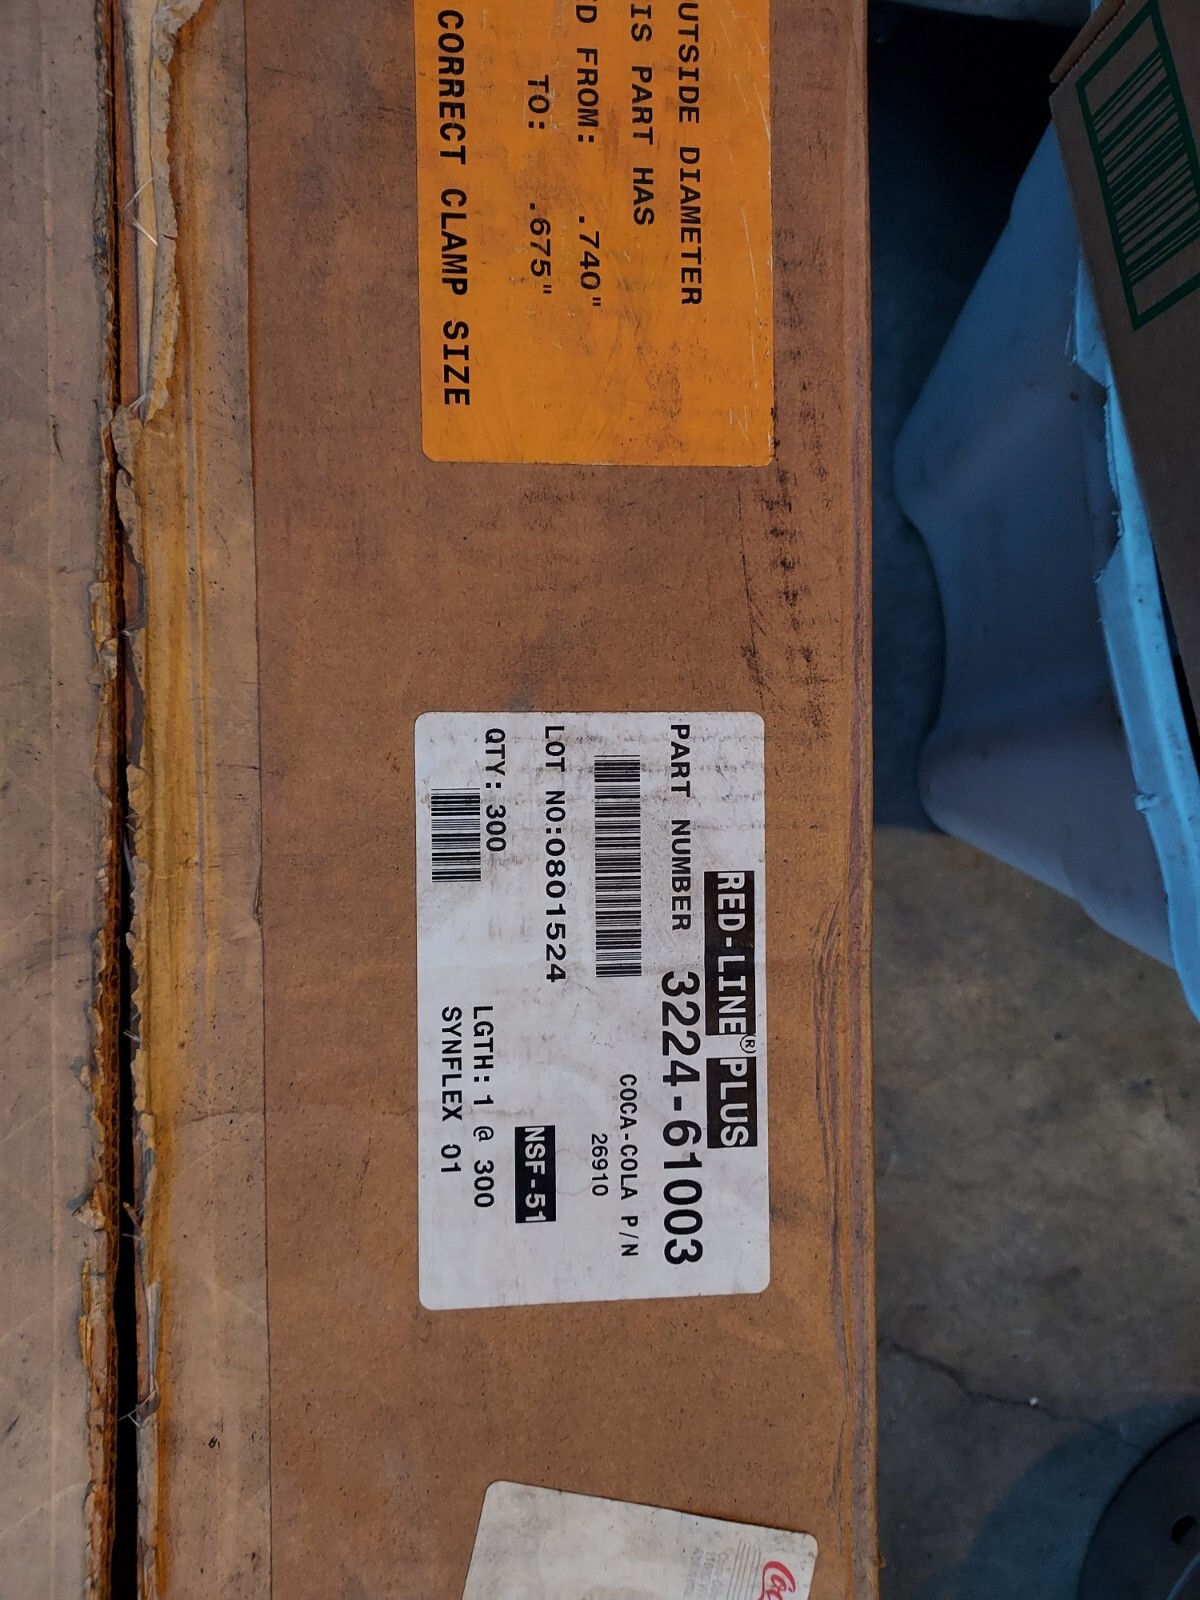 UTSIDE DIAMETER
IS PART HAS
D FROM: .740"
TO: .675"
CORRECT CLAMP SIZE
RED-LINE® PLUS
PART NUMBER 3224-61003
COCA-COLA P/N
26910
LOT NO:0801524
NSF-51
QTY: 300
LGTH: 1 @ 300
SYNFLEX 01